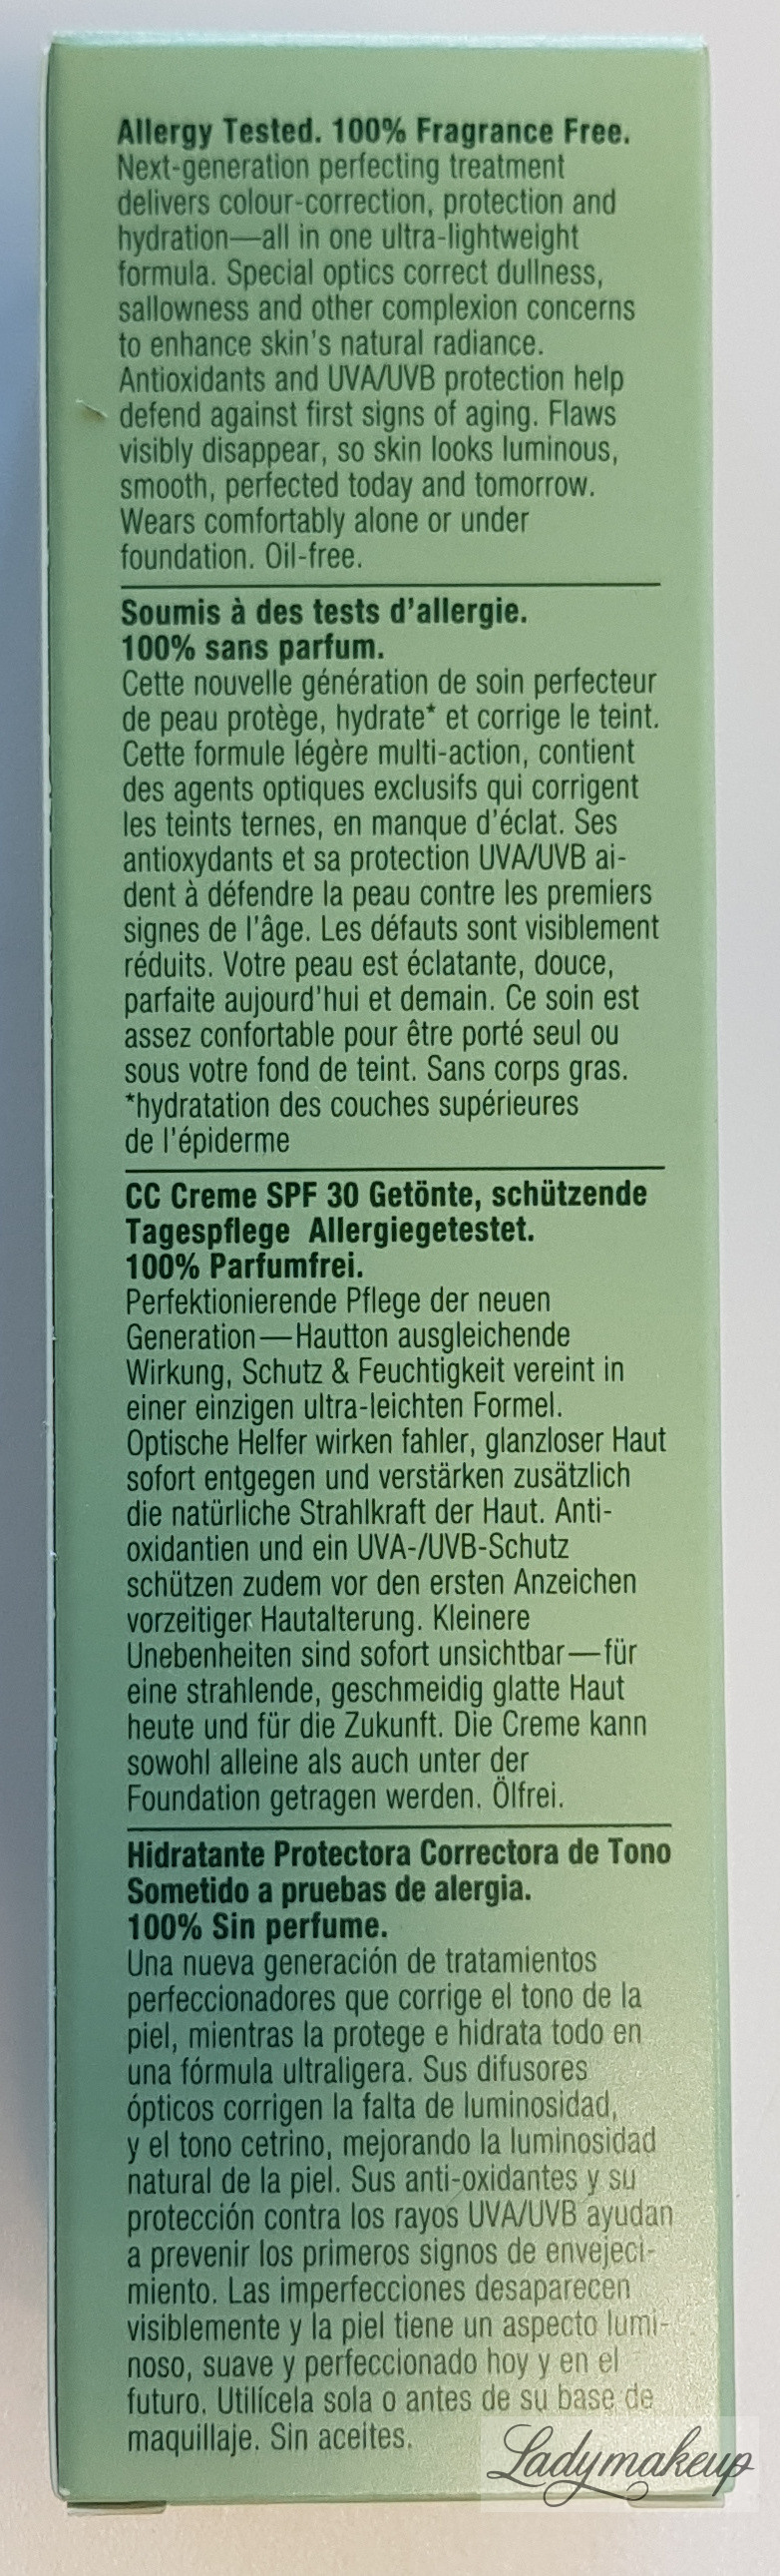 Allergy Tested. 100% Fragrance Free.
Next-generation perfecting treatment
delivers colour-correction, protection and
hydration—all in one ultra-lightweight
formula. Special optics correct dullness,
sallowness and other complexion concerns
to enhance skin's natural radiance.
Antioxidants and UVA/UVB protection help
defend against first signs of aging. Flaws
visibly disappear, so skin looks luminous,
smooth, perfected today and tomorrow.
Wears comfortably alone or under
foundation. Oil-free.
Soumis à des tests d'allergie.
100% sans parfum.
Cette nouvelle génération de soin perfecteur
de peau protège, hydrate* et corrige le teint.
Cette formule légère multi-action, contient
des agents optiques exclusifs qui corrigent
les teints ternes, en manque d'éclat. Ses
antioxydants et sa protection UVA/UVB ai-
dent à défendre la peau contre les premiers
signes de l'âge. Les défauts sont visiblement
réduits. Votre peau est éclatante, douce,
parfaite aujourd'hui et demain. Ce soin est
assez confortable pour être porté seul ou
sous votre fond de teint. Sans corps gras.
*hydratation des couches supérieures
de l'épiderme
CC Creme SPF 30 Getönte, schützende
Tagespflege Allergiegetestet.
100% Parfumfrei.
Perfektionierende Pflege der neuen
Generation—Hautton ausgleichende
Wirkung, Schutz & Feuchtigkeit vereint in
einer einzigen ultra-leichten Formel.
Optische Helfer wirken fahler, glanzloser Haut
sofort entgegen und verstärken zusätzlich
die natürliche Strahlkraft der Haut. Anti-
oxidantien und ein UVA-/UVB-Schutz
schützen zudem vor den ersten Anzeichen
vorzeitiger Hautalterung. Kleinere
Unebenheiten sind sofort unsichtbar—für
eine strahlende, geschmeidig glatte Haut
heute und für die Zukunft. Die Creme kann
sowohl alleine als auch unter der
Foundation getragen werden. Ölfrei.
Hidratante Protectora Correctora de Tono
Sometido a pruebas de alergia.
100% Sin perfume.
Una nueva generación de tratamientos
perfeccionadores que corrige el tono de la
piel, mientras la protege e hidrata todo en
una fórmula ultraligera. Sus difusores
ópticos corrigen la falta de luminosidad,
y el tono cetrino, mejorando la luminosidad
natural de la piel. Sus anti-oxidantes y su
protección contra los rayos UVA/UVB ayudan
a prevenir los primeros signos de envejeci-
miento. Las imperfecciones desaparecen
visiblemente y la piel tiene un aspecto lumi-
noso, suave y perfeccionado hoy y en el
futuro. Utilícela sola o antes de su base de
maquillaje. Sin aceites.
Ladymakeup